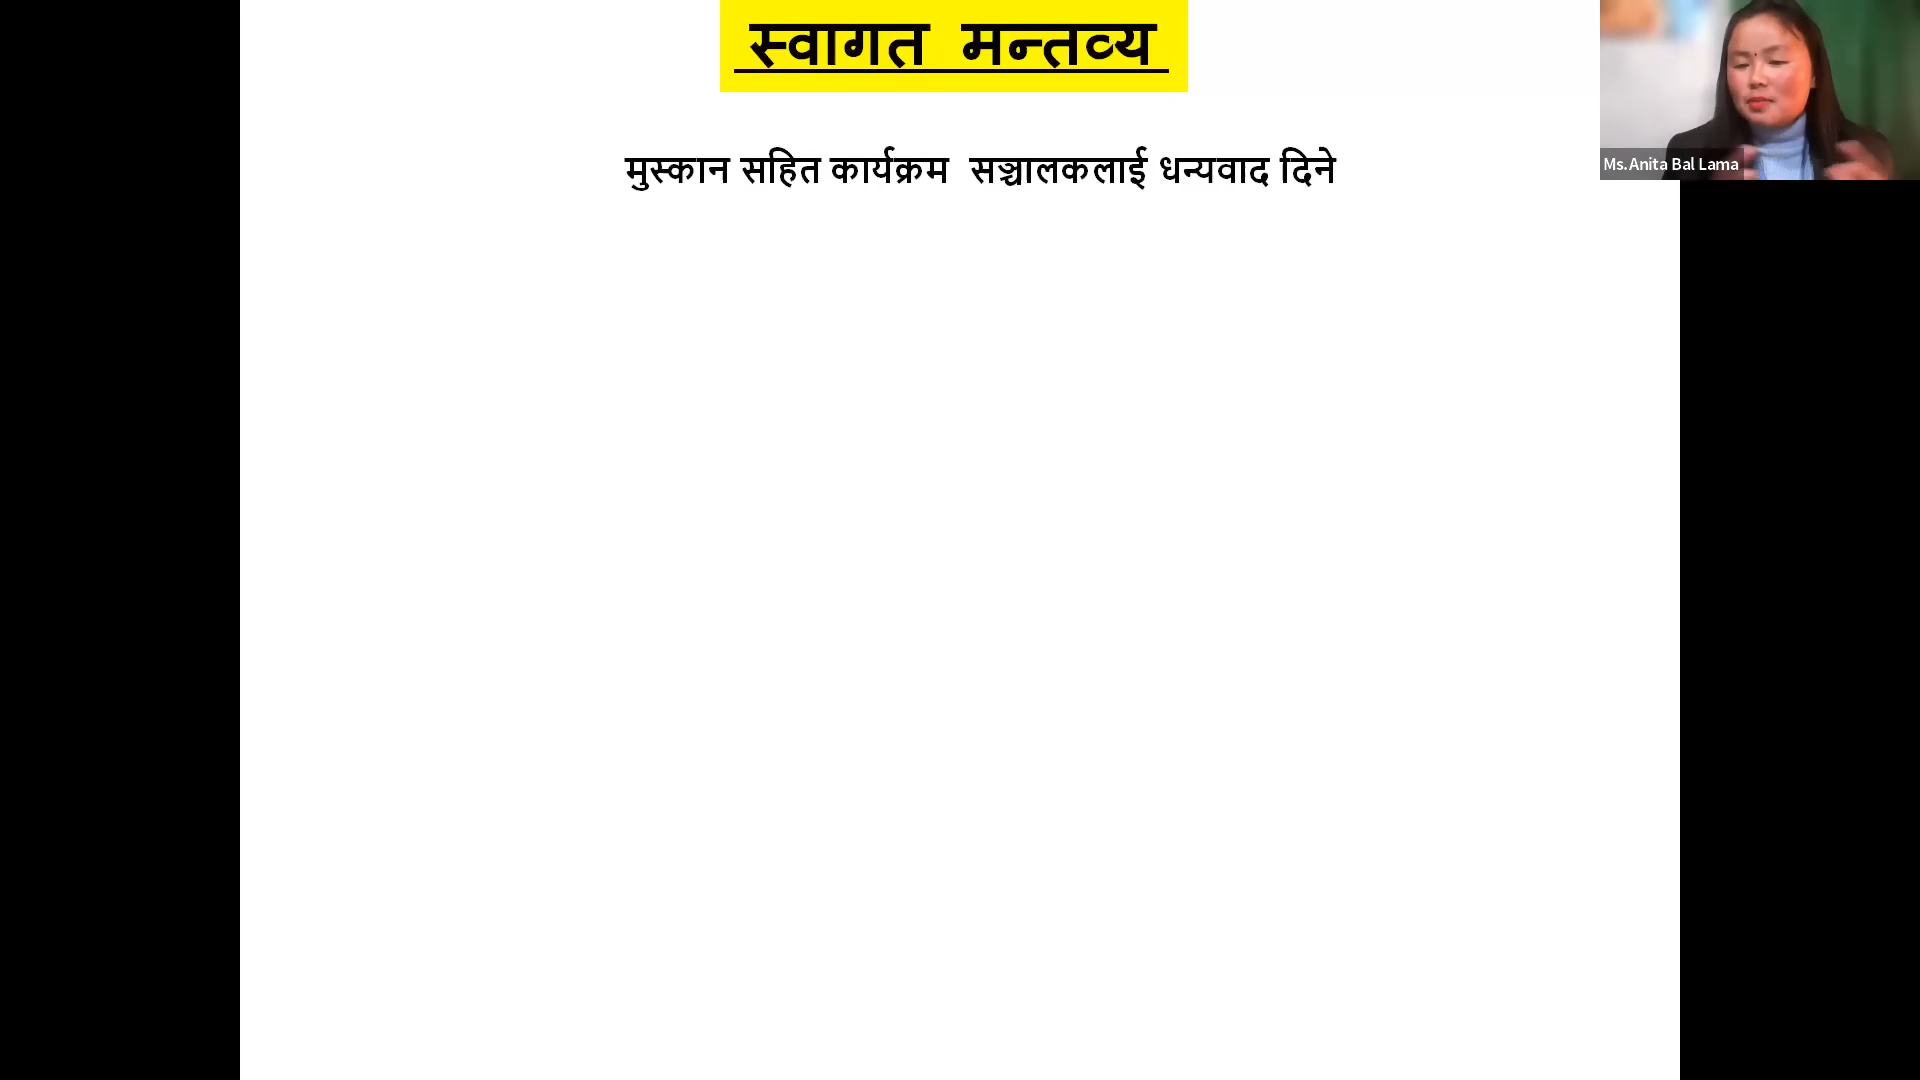 स्वागत मन्तव्य
मुस्कान सहित कार्यक्रम सञ्चालकलाई धन्यवाद दिने
Ms.Anita Bal Lama